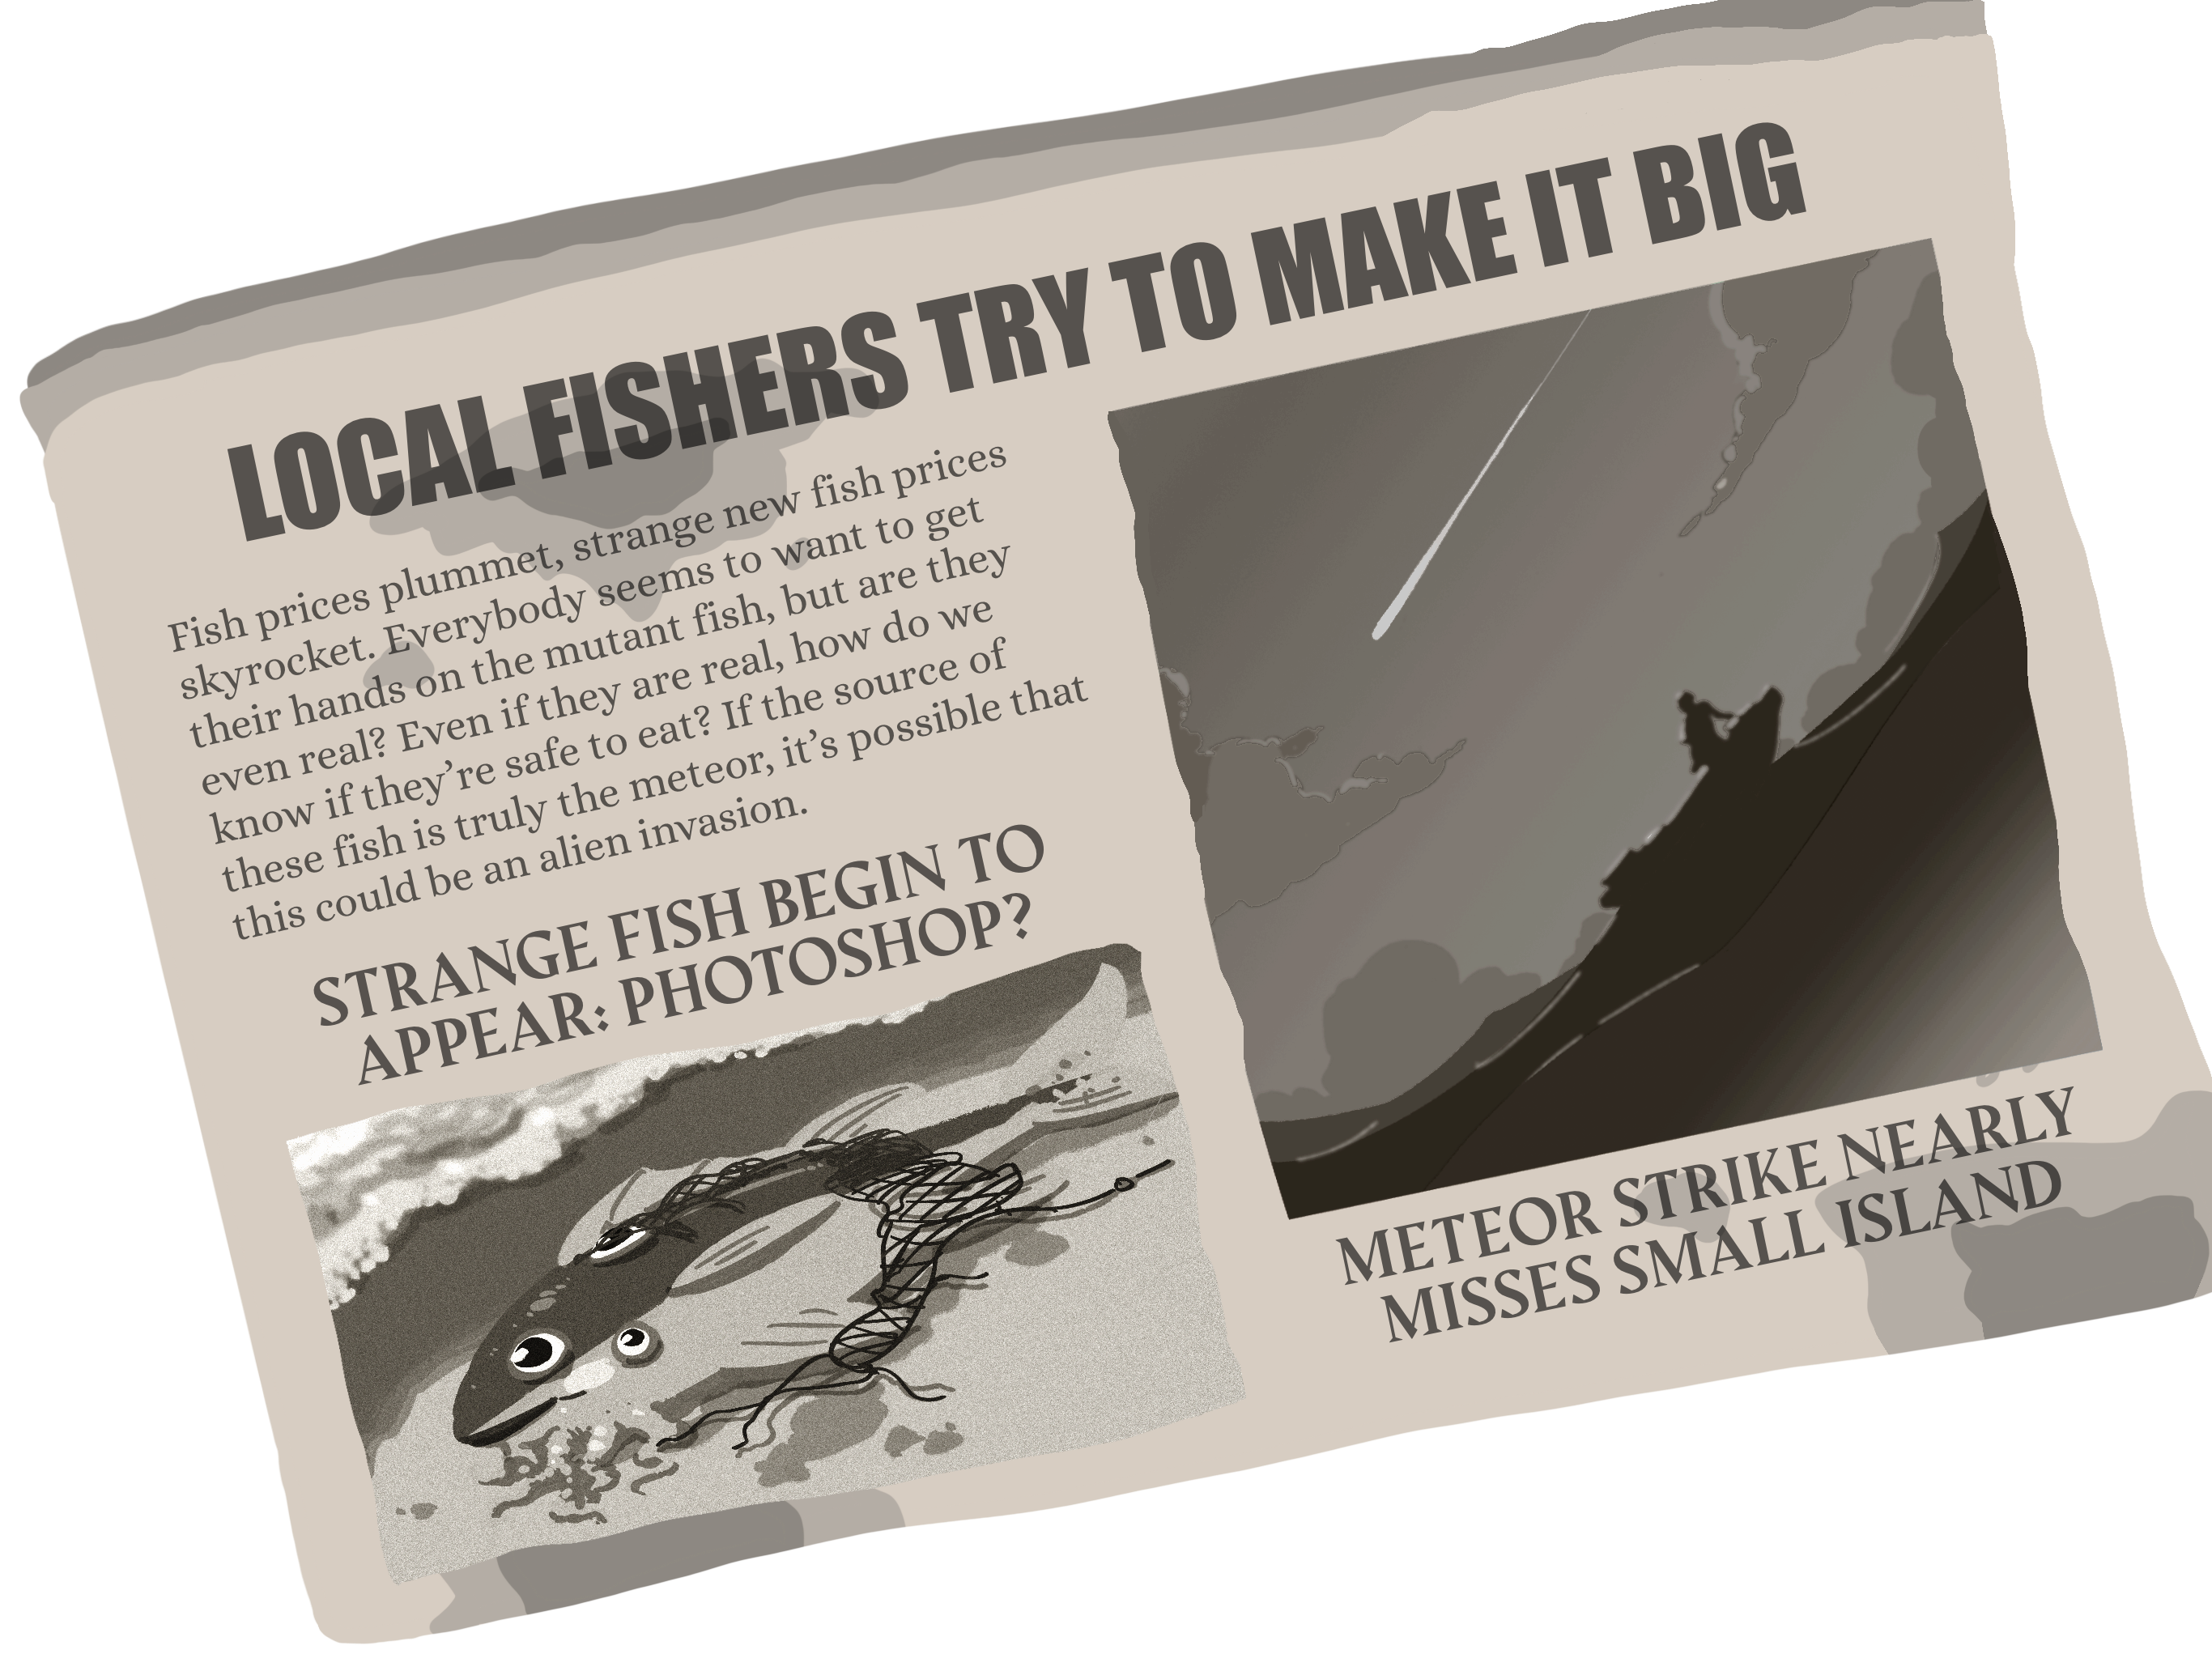 LOCAL FISHERS TRY TO MAKE IT BIG
Fish prices plummet, strange new fish prices
skyrocket. Everybody seems to want to get
their hands on the mutant fish, but are they
even real? Even if they are real, how do we
know if they're safe to eat? If the source of
these fish is truly the meteor, it's possible that
this could be an alien invasion.
STRANGE FISH BEGIN TO
APPEAR: PHOTOSHOP?
METEOR STRIKE NEARLY
MISSES SMALL ISLAND